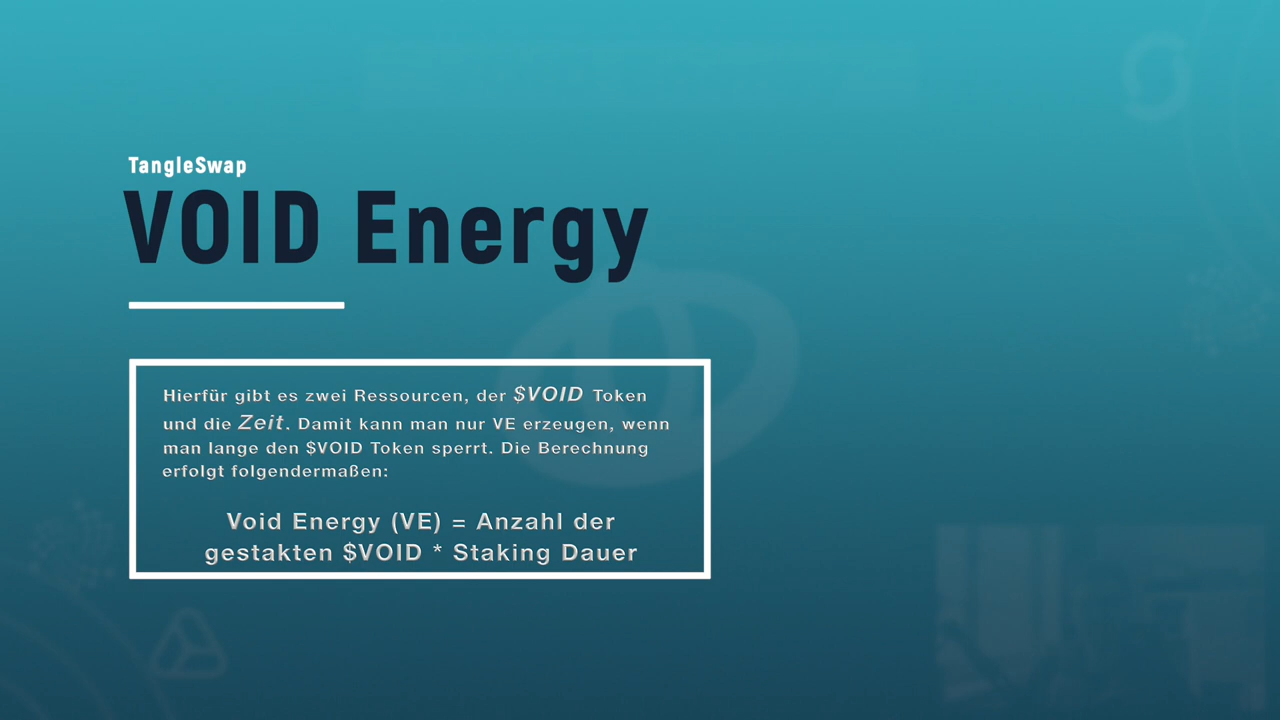 TangleSwap
VOID Energy
Hierfür gibt es zwei Ressourcen, der $VOID Token
und die Zeit. Damit kann man nur VE erzeugen, wenn
man lange den $VOID Token sperrt. Die Berechnung
erfolgt folgendermaßen:
Void Energy (VE) = Anzahl der
gestakten $VOID * Staking Dauer